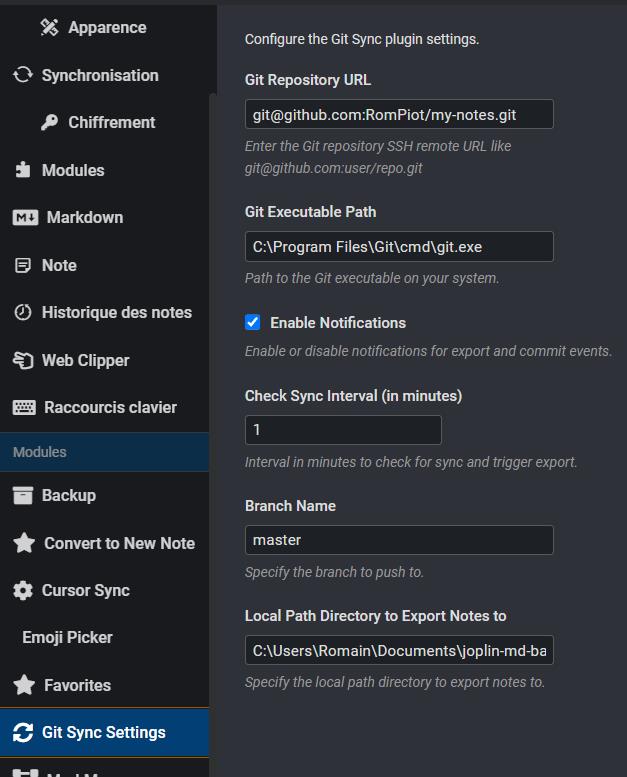 Apparence
Synchronisation
Chiffrement
Modules
M
Markdown
Note
Historique des notes
Web Clipper
Raccourcis clavier
Modules
Backup
Convert to New Note
Cursor Sync
Emoji Picker
Favorites
Git Sync Settings
Configure the Git Sync plugin settings.
Git Repository URL
git@github.com:RomPiot/my-notes.git
Enter the Git repository SSH remote URL like
git@github.com:user/repo.git
Git Executable Path
C:\Program Files\Git\cmd\git.exe
Path to the Git executable on your system.
Enable Notifications
Enable or disable notifications for export and commit events.
Check Sync Interval (in minutes)
1
Interval in minutes to check for sync and trigger export.
Branch Name
master
Specify the branch to push to.
Local Path Directory to Export Notes to
C:\Users\Romain\Documents\joplin-md-ba
Specify the local path directory to export notes to.